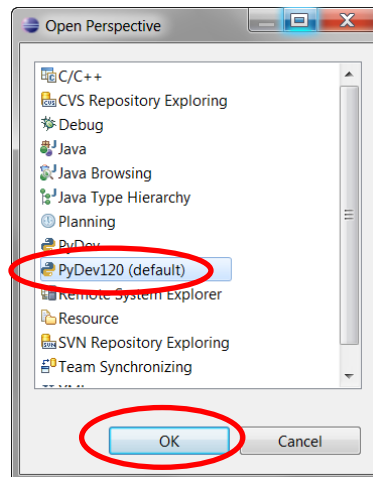 Open Perspective
C/C++
CVS Repository Exploring
Debug
Java
Java Browsing
Java Type Hierarchy
Planning
PyDev
PyDev120 (default)
Remote System Explorer
Resource
SVN Repository Exploring
Team Synchronizing
OK Cancel